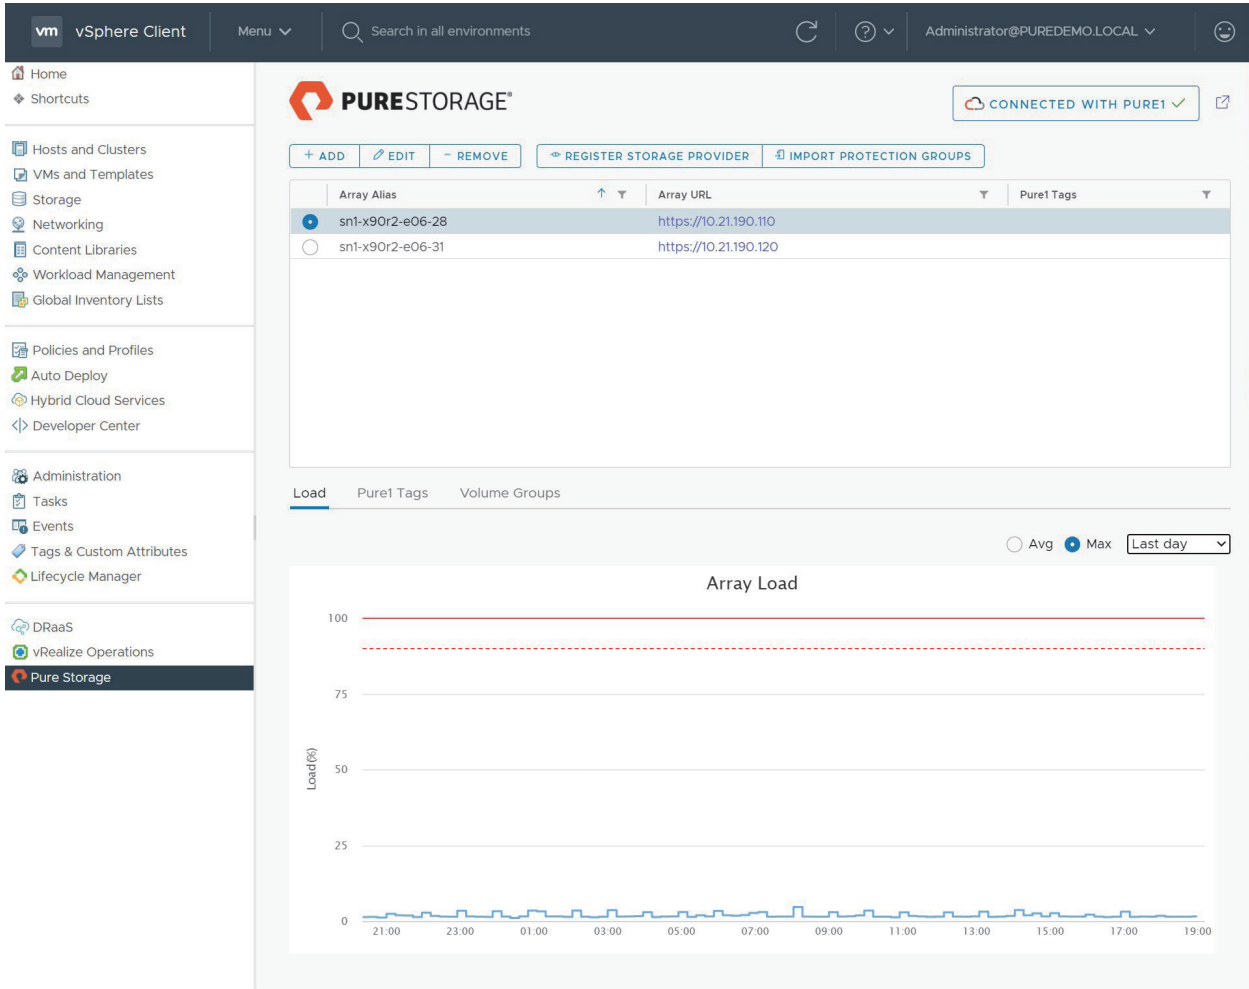 vm vSphere Client Menu Search in all environments Administrator@PUREDEMO.LOCAL
Home
Shortcuts
Hosts and Clusters
VMs and Templates
Storage
Networking
Content Libraries
Workload Management
Global Inventory Lists
Policies and Profiles
Auto Deploy
Hybrid Cloud Services
Developer Center
Administration
Tasks
Events
Tags & Custom Attributes
Lifecycle Manager
DRaaS
vRealize Operations
Pure Storage
PURESTORAGE®
CONNECTED WITH PURE1
+ ADD EDIT - REMOVE REGISTER STORAGE PROVIDER IMPORT PROTECTION GROUPS
Array Alias Array URL Pure1 Tags
sn1-x90r2-e06-28 https://10.21.190.110
sn1-x90r2-e06-31 https://10.21.190.120
Load Pure1 Tags Volume Groups
Avg Max Last day
Array Load
100
75
50
25
0
Load (%)
21:00 23:00 01:00 03:00 05:00 07:00 09:00 11:00 13:00 15:00 17:00 19:00